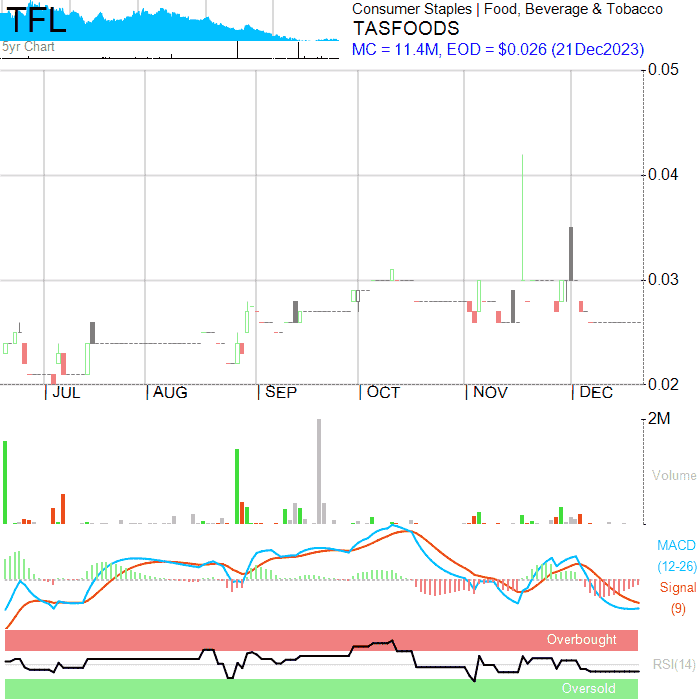 TFL
5yr Chart
Consumer Staples | Food, Beverage & Tobacco
TASFOODS
MC = 11.4M, EOD = $0.026 (21Dec2023)
0.05
0.04
0.03
0.02
JUL AUG SEP OCT NOV DEC
2M
Volume
MACD
(12-26)
Signal
(9)
Overbought
RSI(14)
Oversold